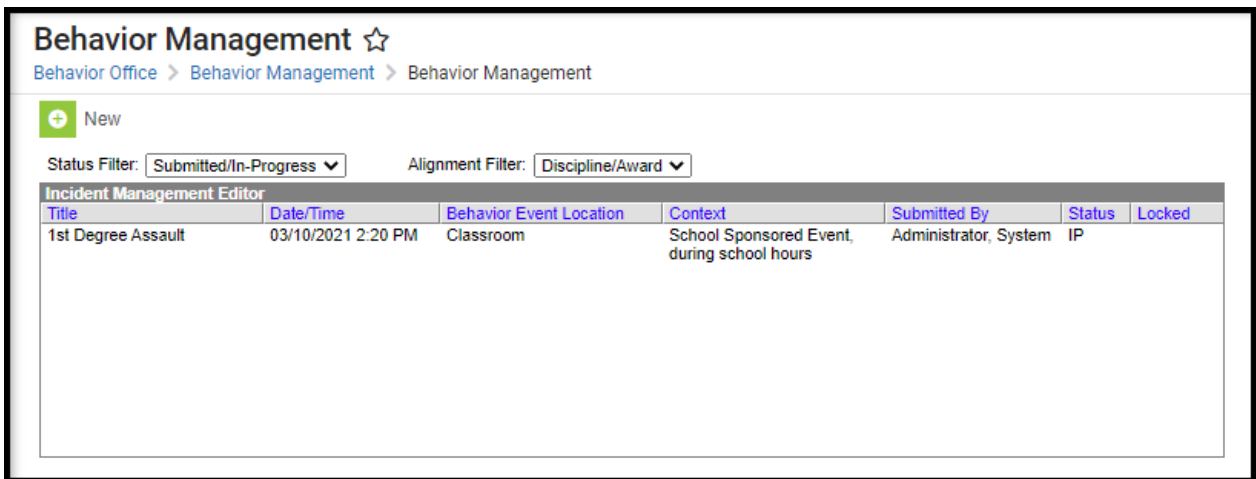 Behavior Management ☆
Behavior Office > Behavior Management > Behavior Management
New
Status Filter: Submitted/In-Progress Alignment Filter: Discipline/Award
Incident Management Editor
Title Date/Time Behavior Event Location Context Submitted By Status Locked
1st Degree Assault 03/10/2021 2:20 PM Classroom School Sponsored Event, Administrator, System IP
during school hours